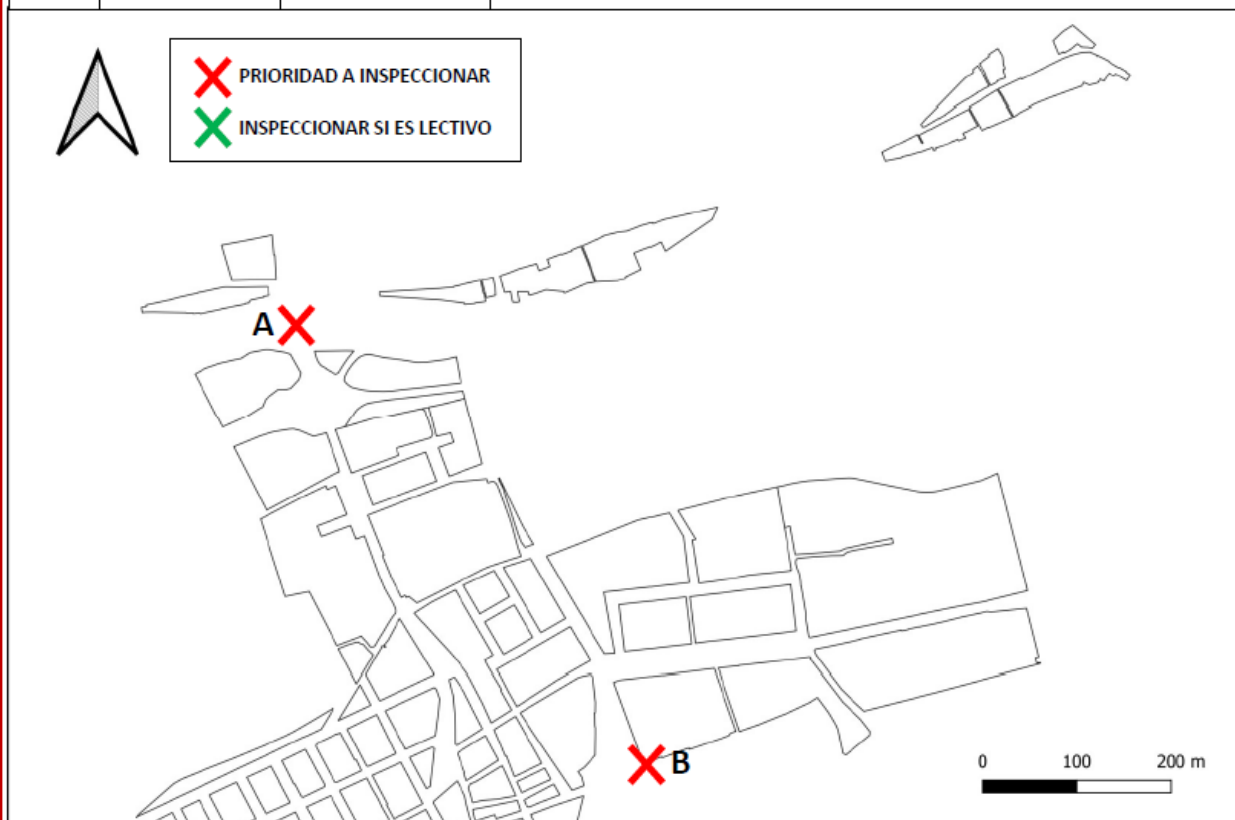 PRIORIDAD A INSPECCIONAR
INSPECCIONAR SI ES LECTIVO
A
B
0 100 200 m